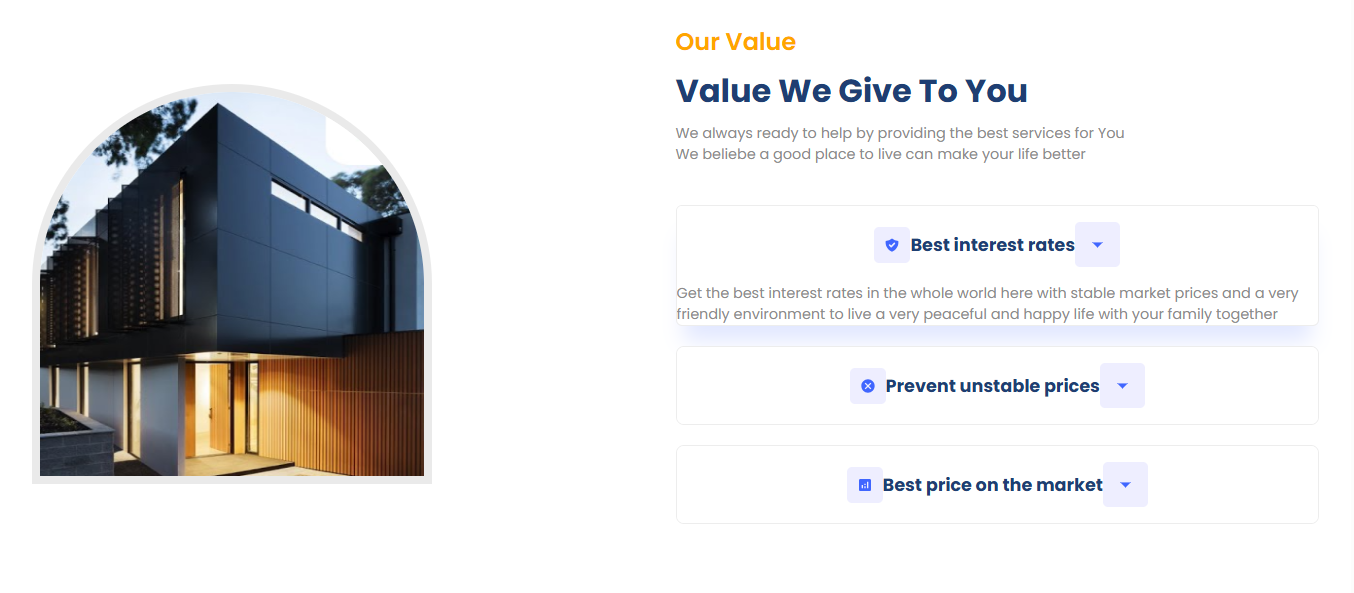 Our Value
Value We Give To You
We always ready to help by providing the best services for You
We beliebe a good place to live can make your life better
Best interest rates
Get the best interest rates in the whole world here with stable market prices and a very
friendly environment to live a very peaceful and happy life with your family together
Prevent unstable prices
Best price on the market